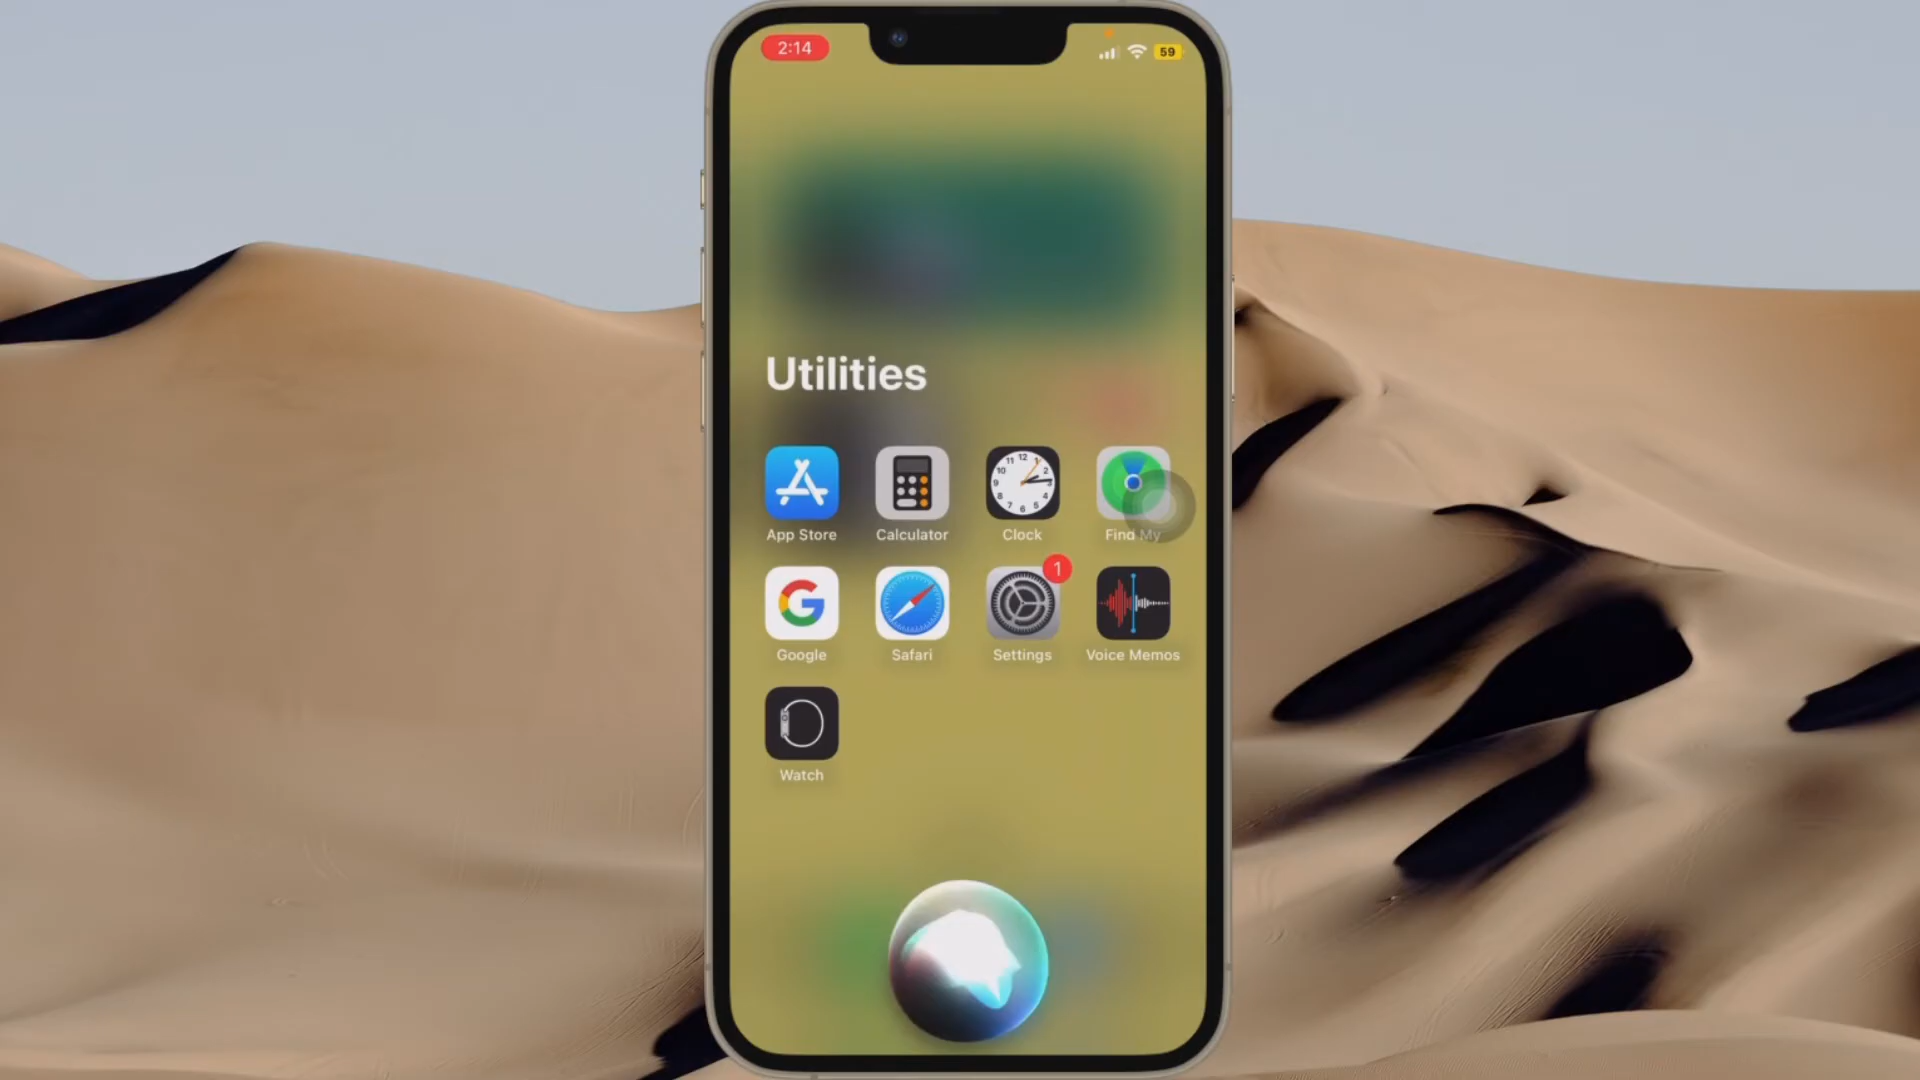 2:14
59
Utilities
App Store
Calculator
Clock
Find My
Google
Safari
1
Settings
Voice Memos
Watch